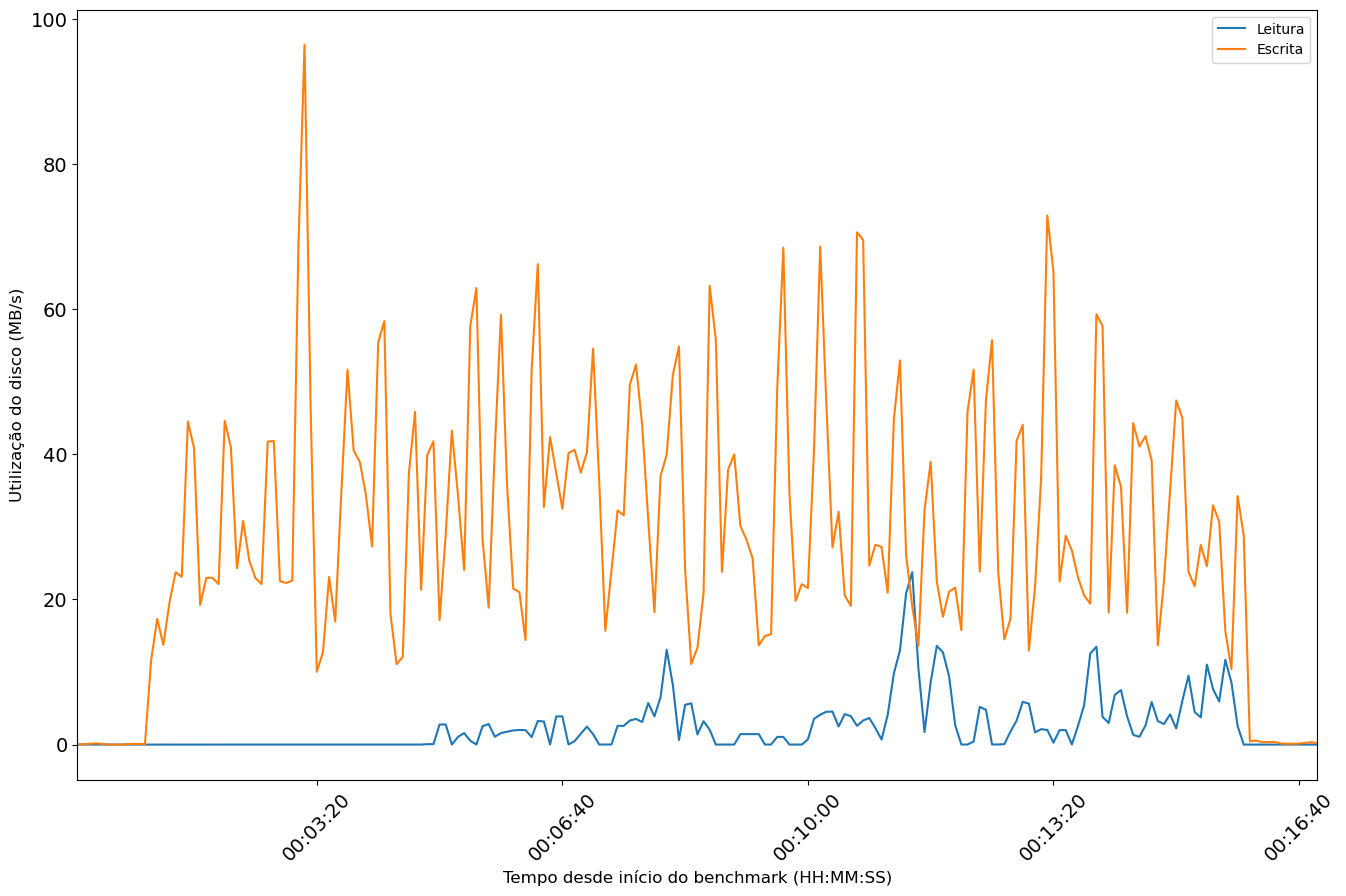 Utilização do disco (MB/s)
100
80
60
40
20
0
Leitura
Escrita
00:03:20
00:06:40
00:10:00
00:13:20
00:16:40
Tempo desde início do benchmark (HH:MM:SS)